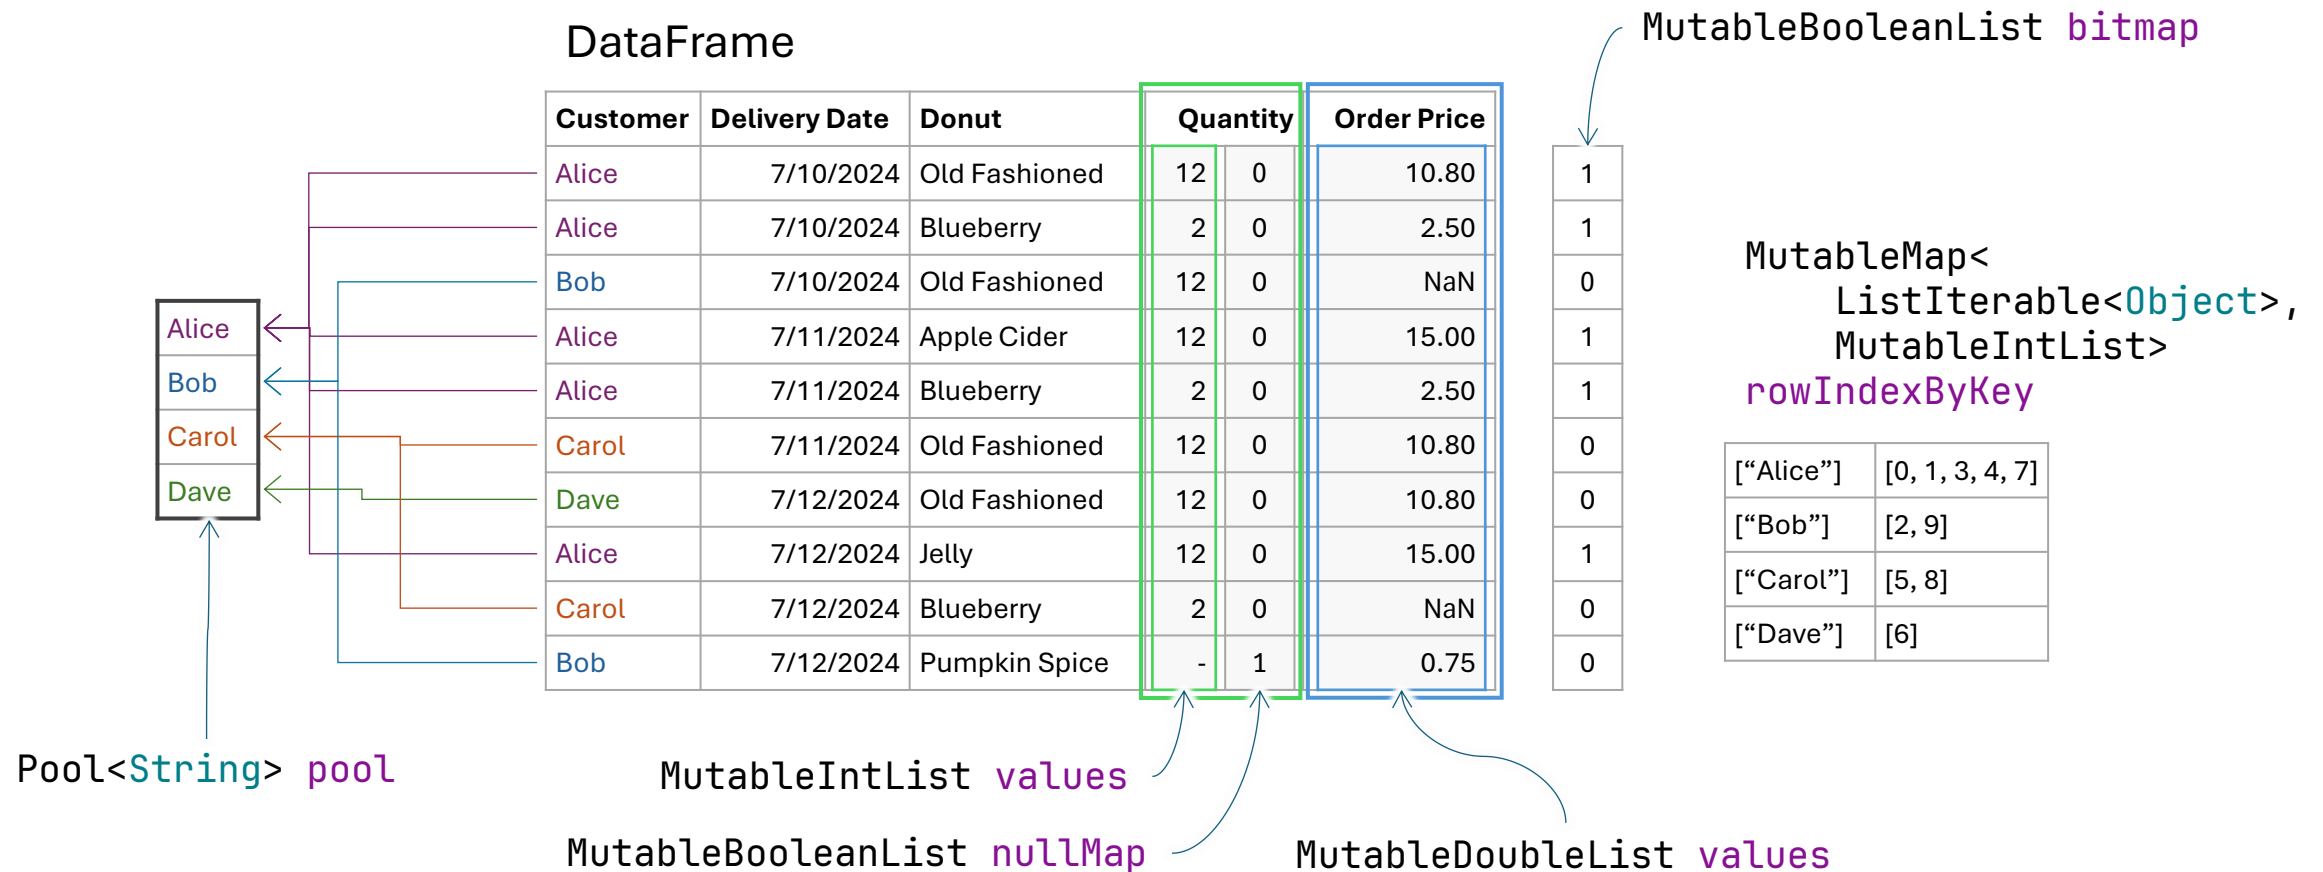 DataFrame
MutableBooleanList bitmap
Customer Delivery Date Donut Quantity Order Price
Alice 7/10/2024 Old Fashioned 12 0 10.80 1
Alice 7/10/2024 Blueberry 2 0 2.50 1
Bob 7/10/2024 Old Fashioned 12 0 NaN 0
Alice 7/11/2024 Apple Cider 12 0 15.00 1
Alice 7/11/2024 Blueberry 2 0 2.50 1
Carol 7/11/2024 Old Fashioned 12 0 10.80 0
Dave 7/12/2024 Old Fashioned 12 0 10.80 0
Alice 7/12/2024 Jelly 12 0 15.00 1
Carol 7/12/2024 Blueberry 2 0 NaN 0
Bob 7/12/2024 Pumpkin Spice - 1 0.75 0
Alice
Bob
Carol
Dave
Pool<String> pool
MutableMap<
ListIterable<Object>,
MutableIntList>
rowIndexByKey
[“Alice”] [0, 1, 3, 4, 7]
[“Bob”] [2, 9]
[“Carol”] [5, 8]
[“Dave”] [6]
MutableIntList values
MutableBooleanList nullMap
MutableDoubleList values